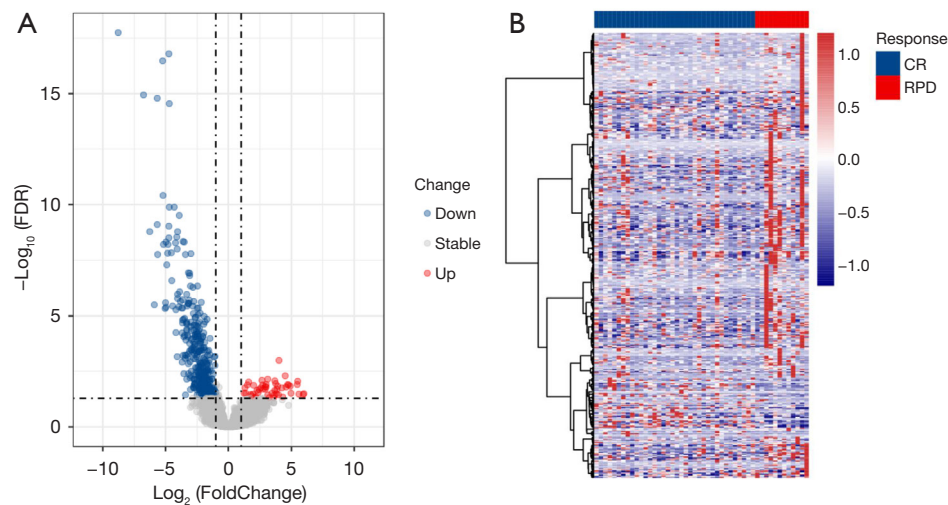 A
−Log10 (FDR)
15
10
5
0
−10
−5
0
5
10
Log2 (FoldChange)
Change
Down
Stable
Up
B
Response
CR
RPD
1.0
0.5
0.0
−0.5
−1.0